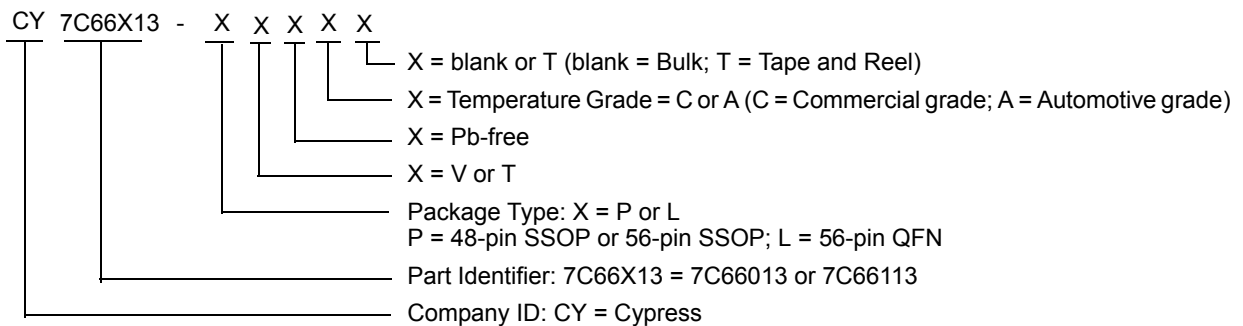 CY 7C66X13 - X X X X X
X = blank or T (blank = Bulk; T = Tape and Reel)
X = Temperature Grade = C or A (C = Commercial grade; A = Automotive grade)
X = Pb-free
X = V or T
Package Type: X = P or L
P = 48-pin SSOP or 56-pin SSOP; L = 56-pin QFN
Part Identifier: 7C66X13 = 7C66013 or 7C66113
Company ID: CY = Cypress